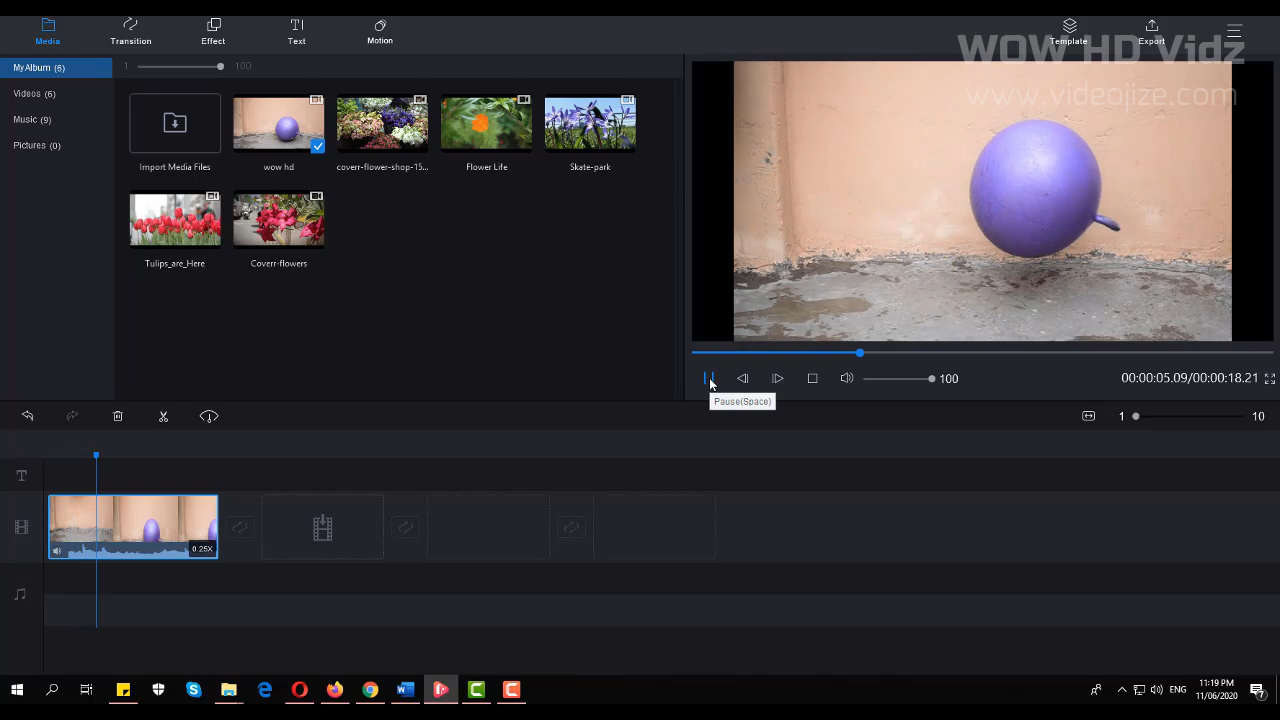 Media
Transition
Effect
Text
Motion
Template
Export
WOW HD Vidz
www.videojize.com
MyAlbum (6)
1
100
Videos (6)
Music (9)
Pictures (0)
Import Media Files
wow hd
coverr-flower-shop-15...
Flower Life
Skate-park
Tulips_are_Here
Coverr-flowers
100
00:00:05.09/00:00:18.21
Pause(Space)
1
10
T
0.25X
ENG
11:19 PM
11/06/2020
7